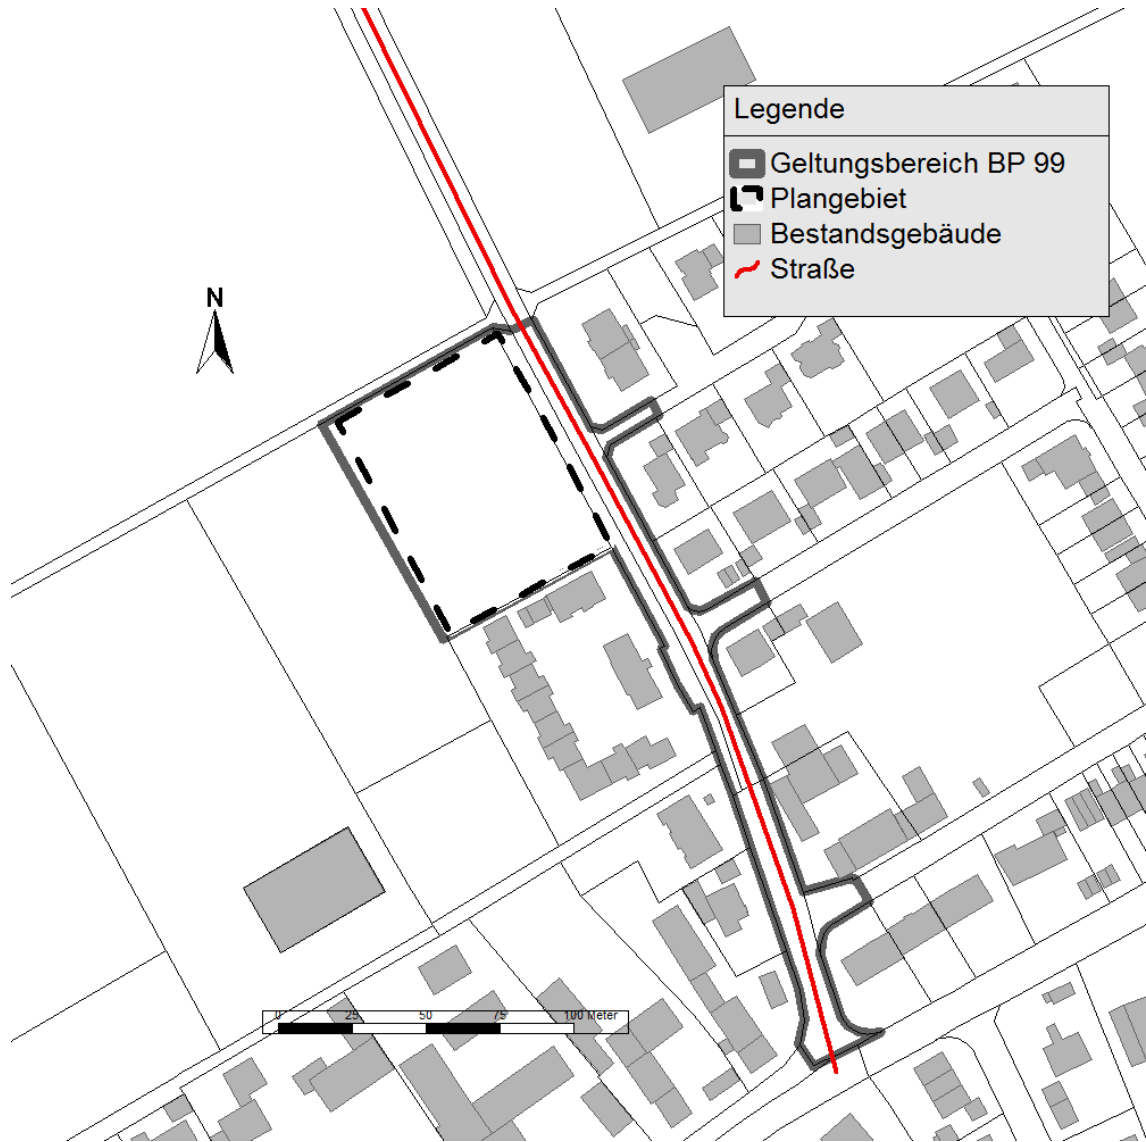 Legende
Geltungsbereich BP 99
Plangebiet
Bestandsgebäude
Straße
N
0 25 50 75 100 Meter